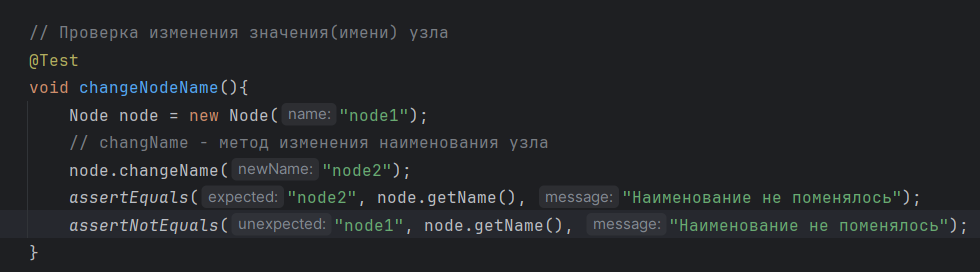 // Проверка изменения значения(имени) узла
@Test
void changeNodeName(){
Node node = new Node( name: "node1");
// changName - метод изменения наименования узла
node.changeName( newName: "node2");
assertEquals( expected: "node2", node.getName(), message: "Наименование не поменялось");
assertNotEquals( unexpected: "node1", node.getName(), message: "Наименование не поменялось");
}